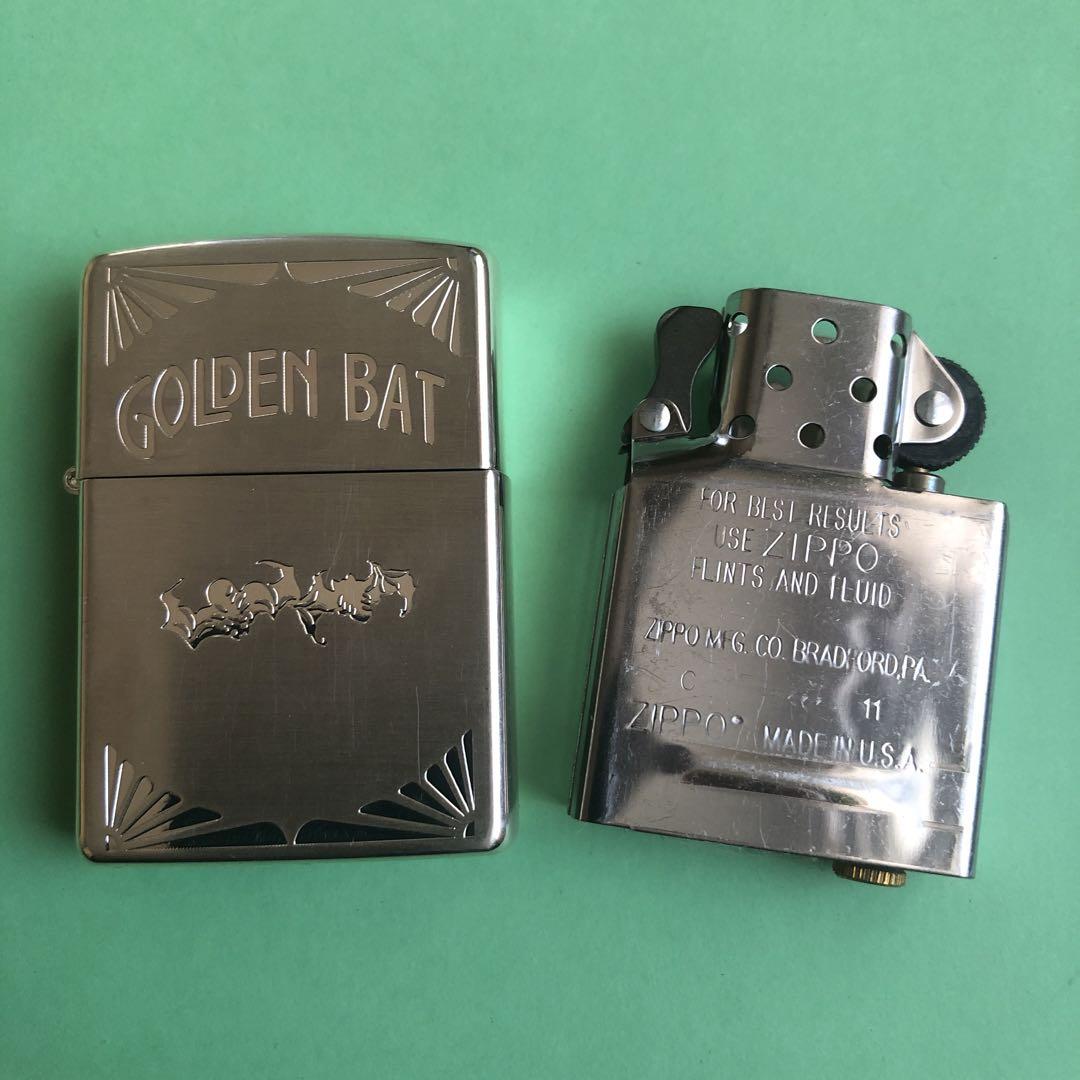 GOLDEN BAT
FOR BEST RESULTS
USE ZIPPO
FLINTS AND FLUID
ZIPPO MFG. CO. BRADFORD, PA.
C 11
ZIPPO® MADE IN U.S.A.